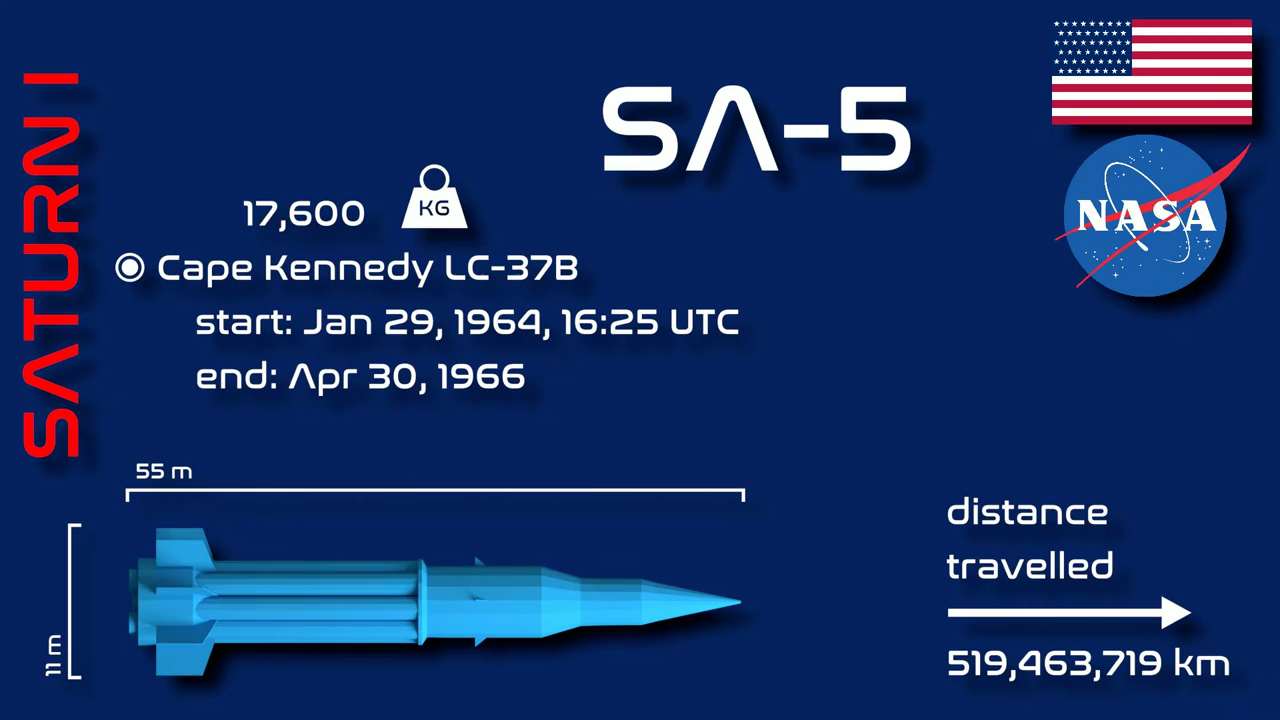 SATURN I
SA-5
NASA
17,600
KG
Cape Kennedy LC-37B
start: Jan 29, 1964, 16:25 UTC
end: Apr 30, 1966
55 m
11 m
distance
travelled
519,463,719 km